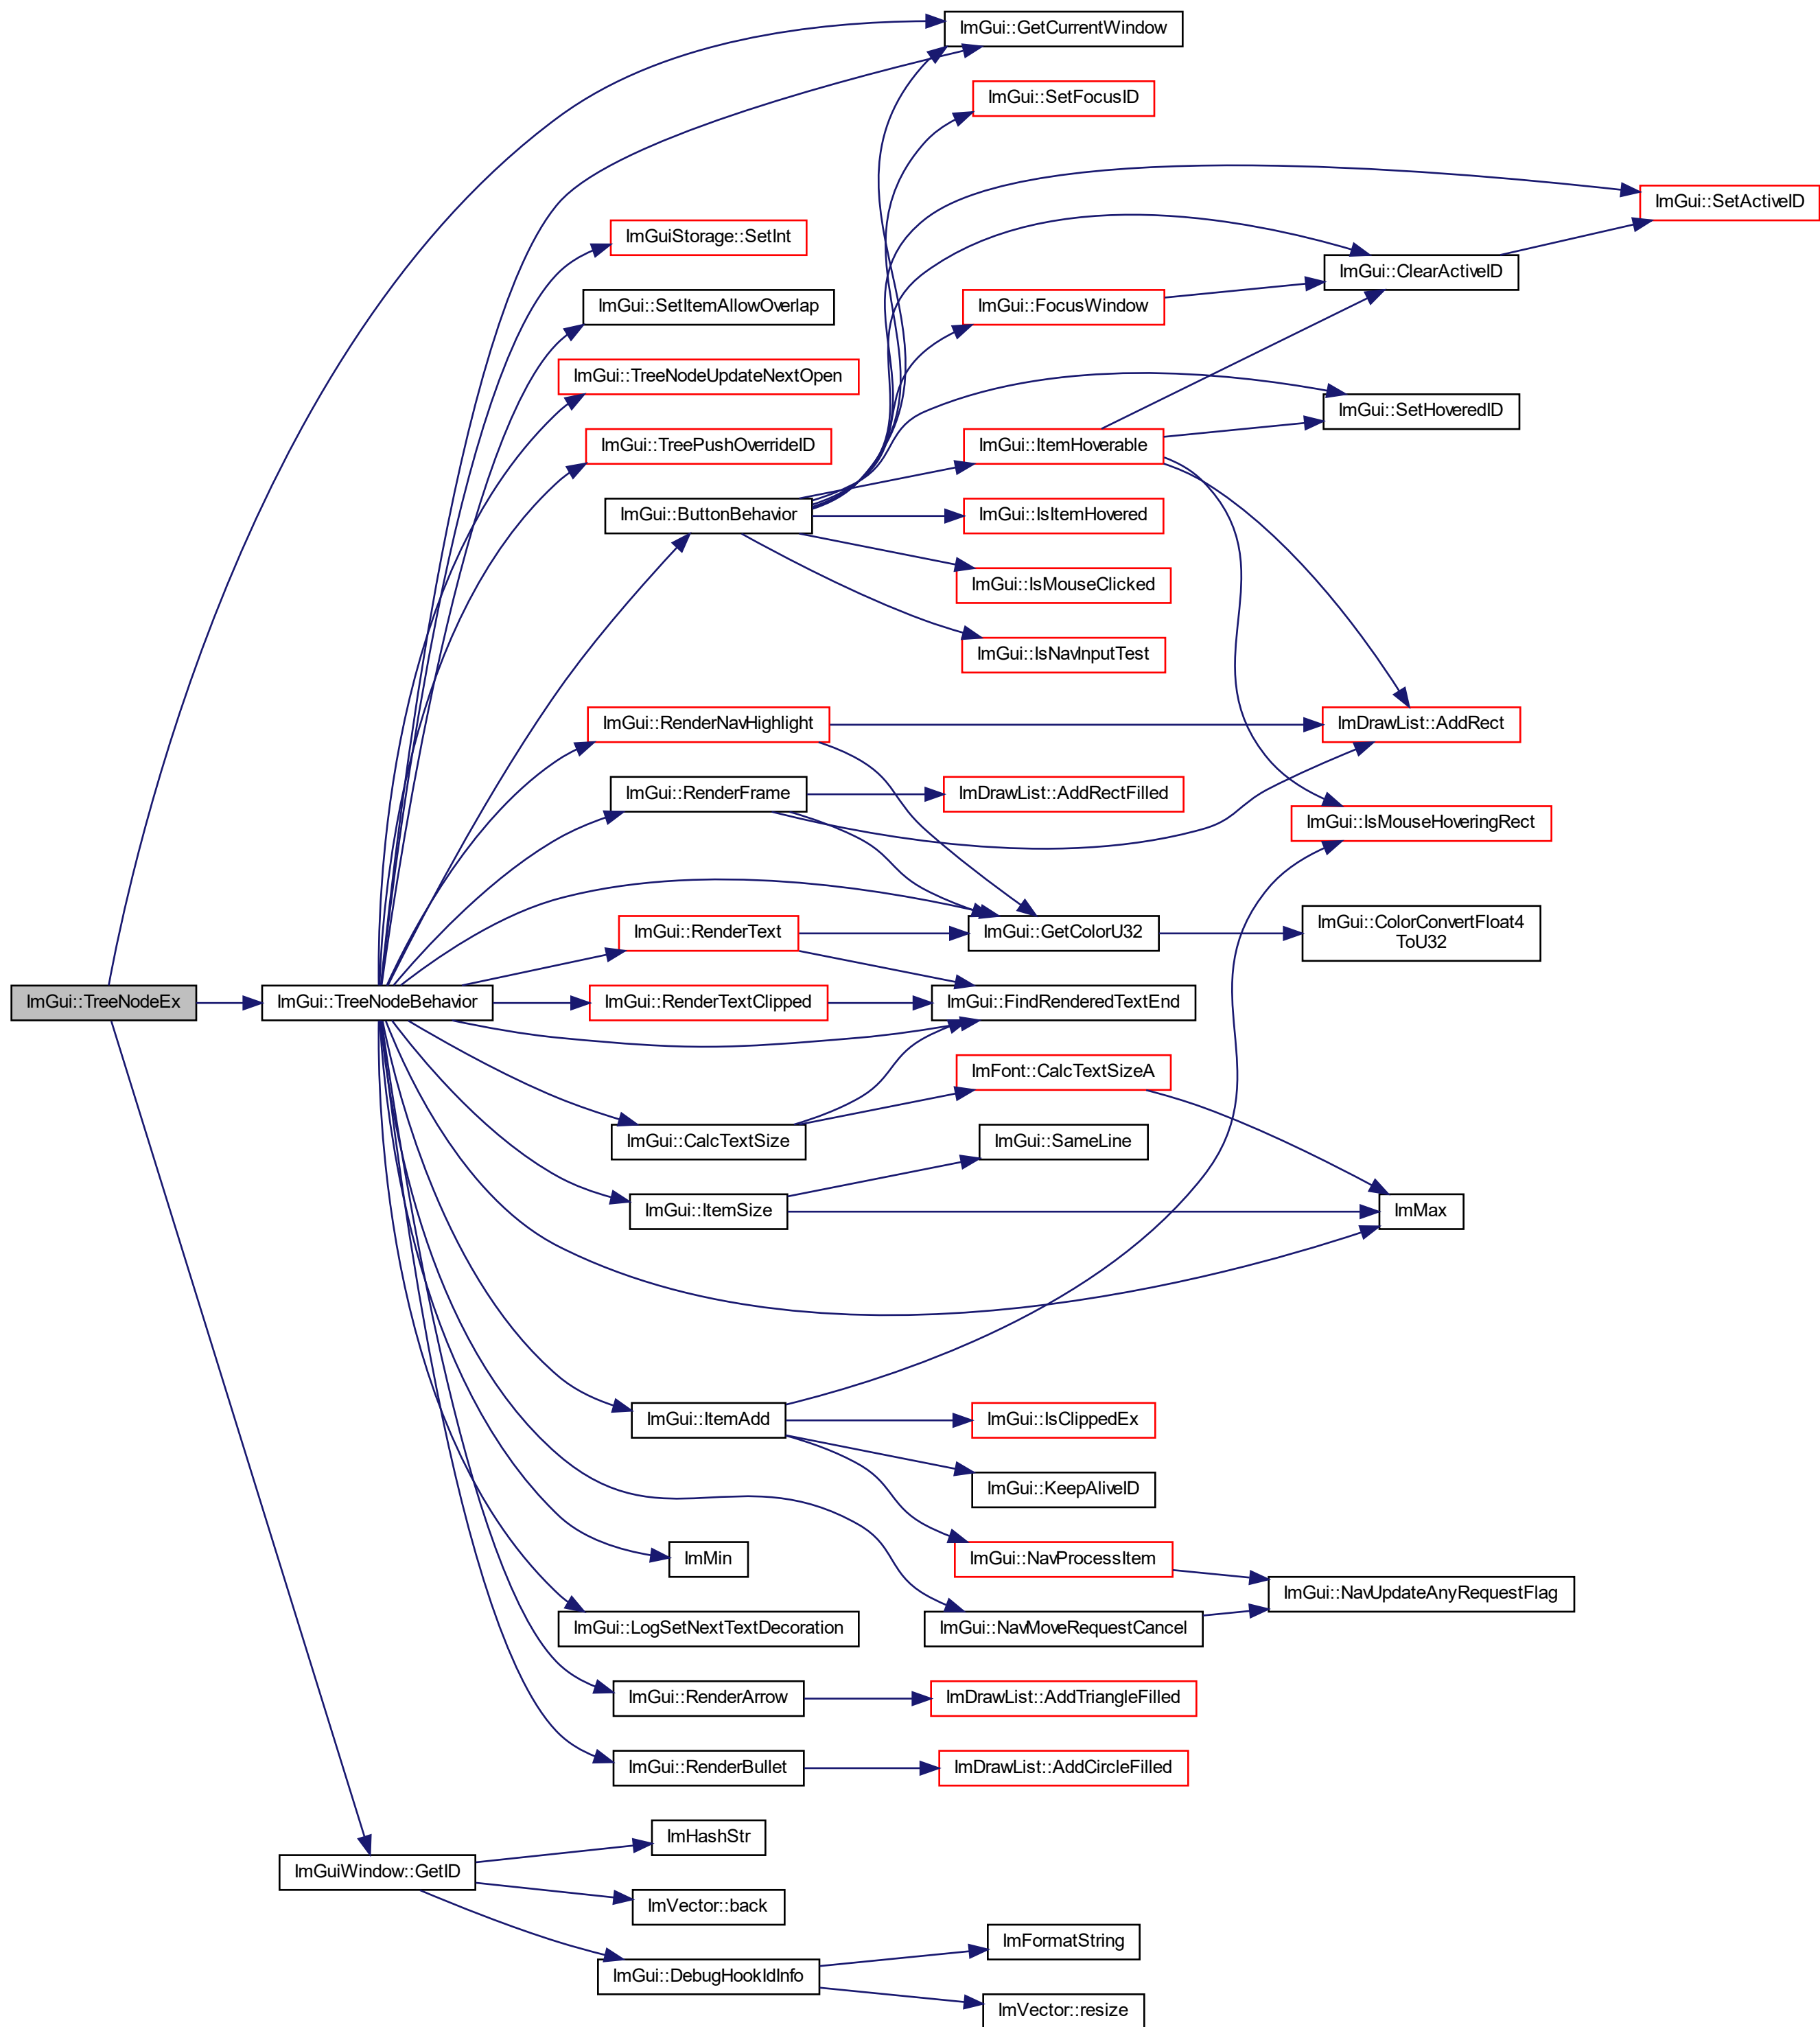 ImGui::GetCurrentWindow
ImGui::SetFocusID
ImGui::SetActiveID
ImGuiStorage::SetInt
ImGui::ClearActiveID
ImGui::SetItemAllowOverlap
ImGui::FocusWindow
ImGui::TreeNodeUpdateNextOpen
ImGui::SetHoveredID
ImGui::TreePushOverrideID
ImGui::ItemHoverable
ImGui::ButtonBehavior
ImGui::IsItemHovered
ImGui::IsMouseClicked
ImGui::IsNavInputTest
ImGui::RenderNavHighlight
ImDrawList::AddRect
ImGui::RenderFrame
ImDrawList::AddRectFilled
ImGui::IsMouseHoveringRect
ImGui::RenderText
ImGui::GetColorU32
ImGui::ColorConvertFloat4
ToU32
ImGui::TreeNodeEx
ImGui::TreeNodeBehavior
ImGui::RenderTextClipped
ImGui::FindRenderedTextEnd
ImFont::CalcTextSizeA
ImGui::CalcTextSize
ImGui::SameLine
ImGui::ItemSize
ImMax
ImGui::ItemAdd
ImGui::IsClippedEx
ImGui::KeepAliveID
ImMin
ImGui::NavProcessItem
ImGui::NavUpdateAnyRequestFlag
ImGui::LogSetNextTextDecoration
ImGui::NavMoveRequestCancel
ImGui::RenderArrow
ImDrawList::AddTriangleFilled
ImGui::RenderBullet
ImDrawList::AddCircleFilled
ImHashStr
ImGuiWindow::GetID
ImVector::back
ImFormatString
ImGui::DebugHookIdInfo
ImVector::resize